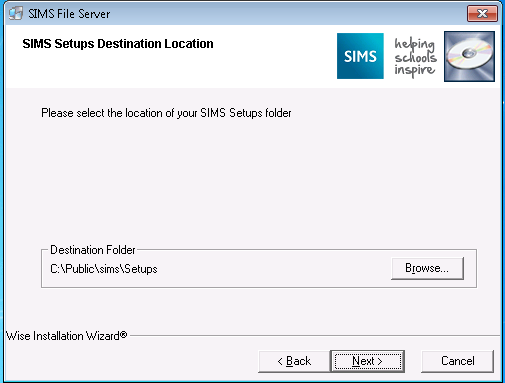 SIMS File Server
SIMS Setups Destination Location
SIMS
helping
schools
inspire
Please select the location of your SIMS Setups folder
Destination Folder
C:\Public\sims\Setups
Browse...
Wise Installation Wizard®
< Back
Next >
Cancel